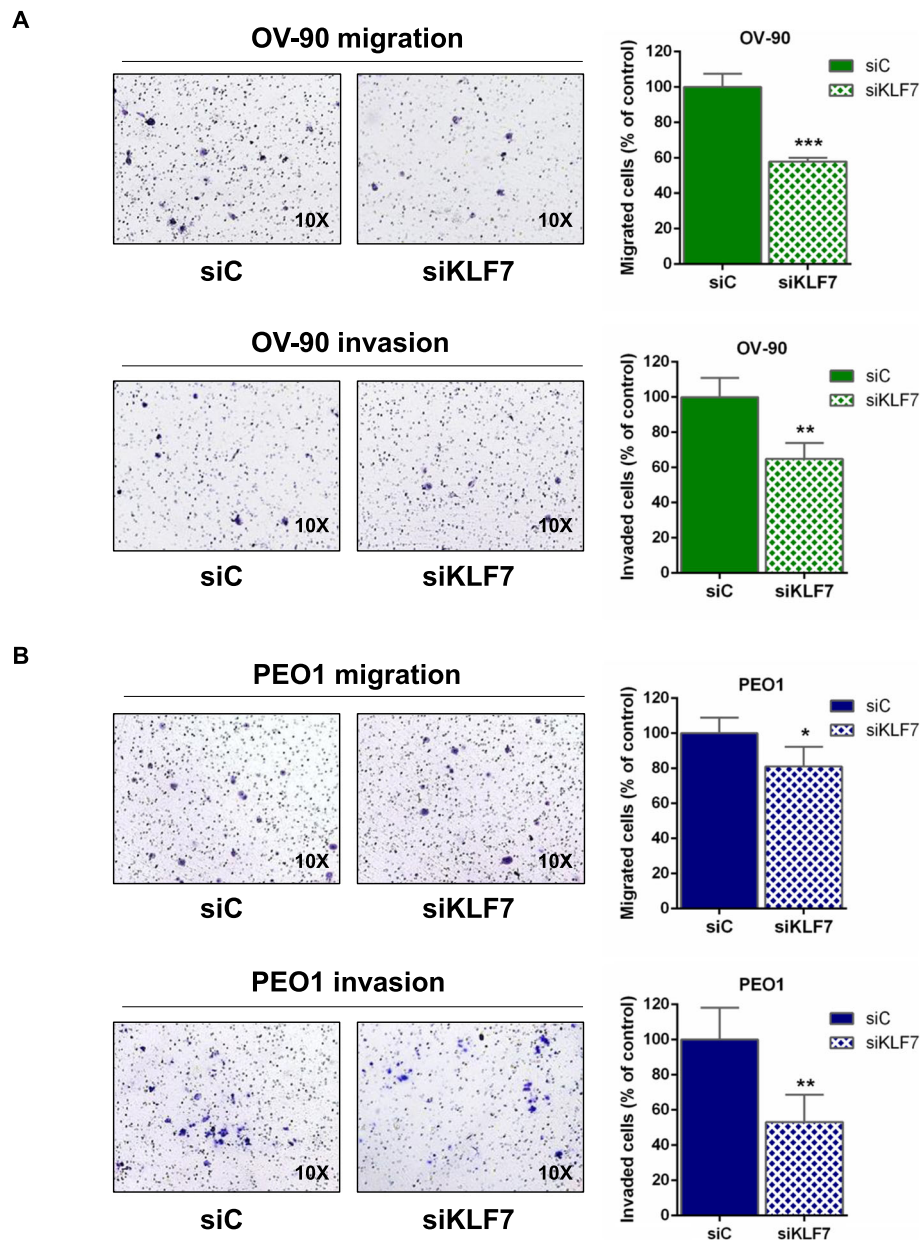 A
OV-90 migration
10X
10X
siC
siKLF7
OV-90
Migrated cells (% of control)
120
100
80
60
40
20
0
***
siC
siKLF7
siC
siKLF7
OV-90 invasion
10X
10X
siC
siKLF7
OV-90
Invaded cells (% of control)
120
100
80
60
40
20
0
**
siC
siKLF7
siC
siKLF7
B
PEO1 migration
10X
10X
siC
siKLF7
PEO1
Migrated cells (% of control)
120
100
80
60
40
20
0
*
siC
siKLF7
siC
siKLF7
PEO1 invasion
10X
10X
siC
siKLF7
PEO1
Invaded cells (% of control)
120
100
80
60
40
20
0
**
siC
siKLF7
siC
siKLF7